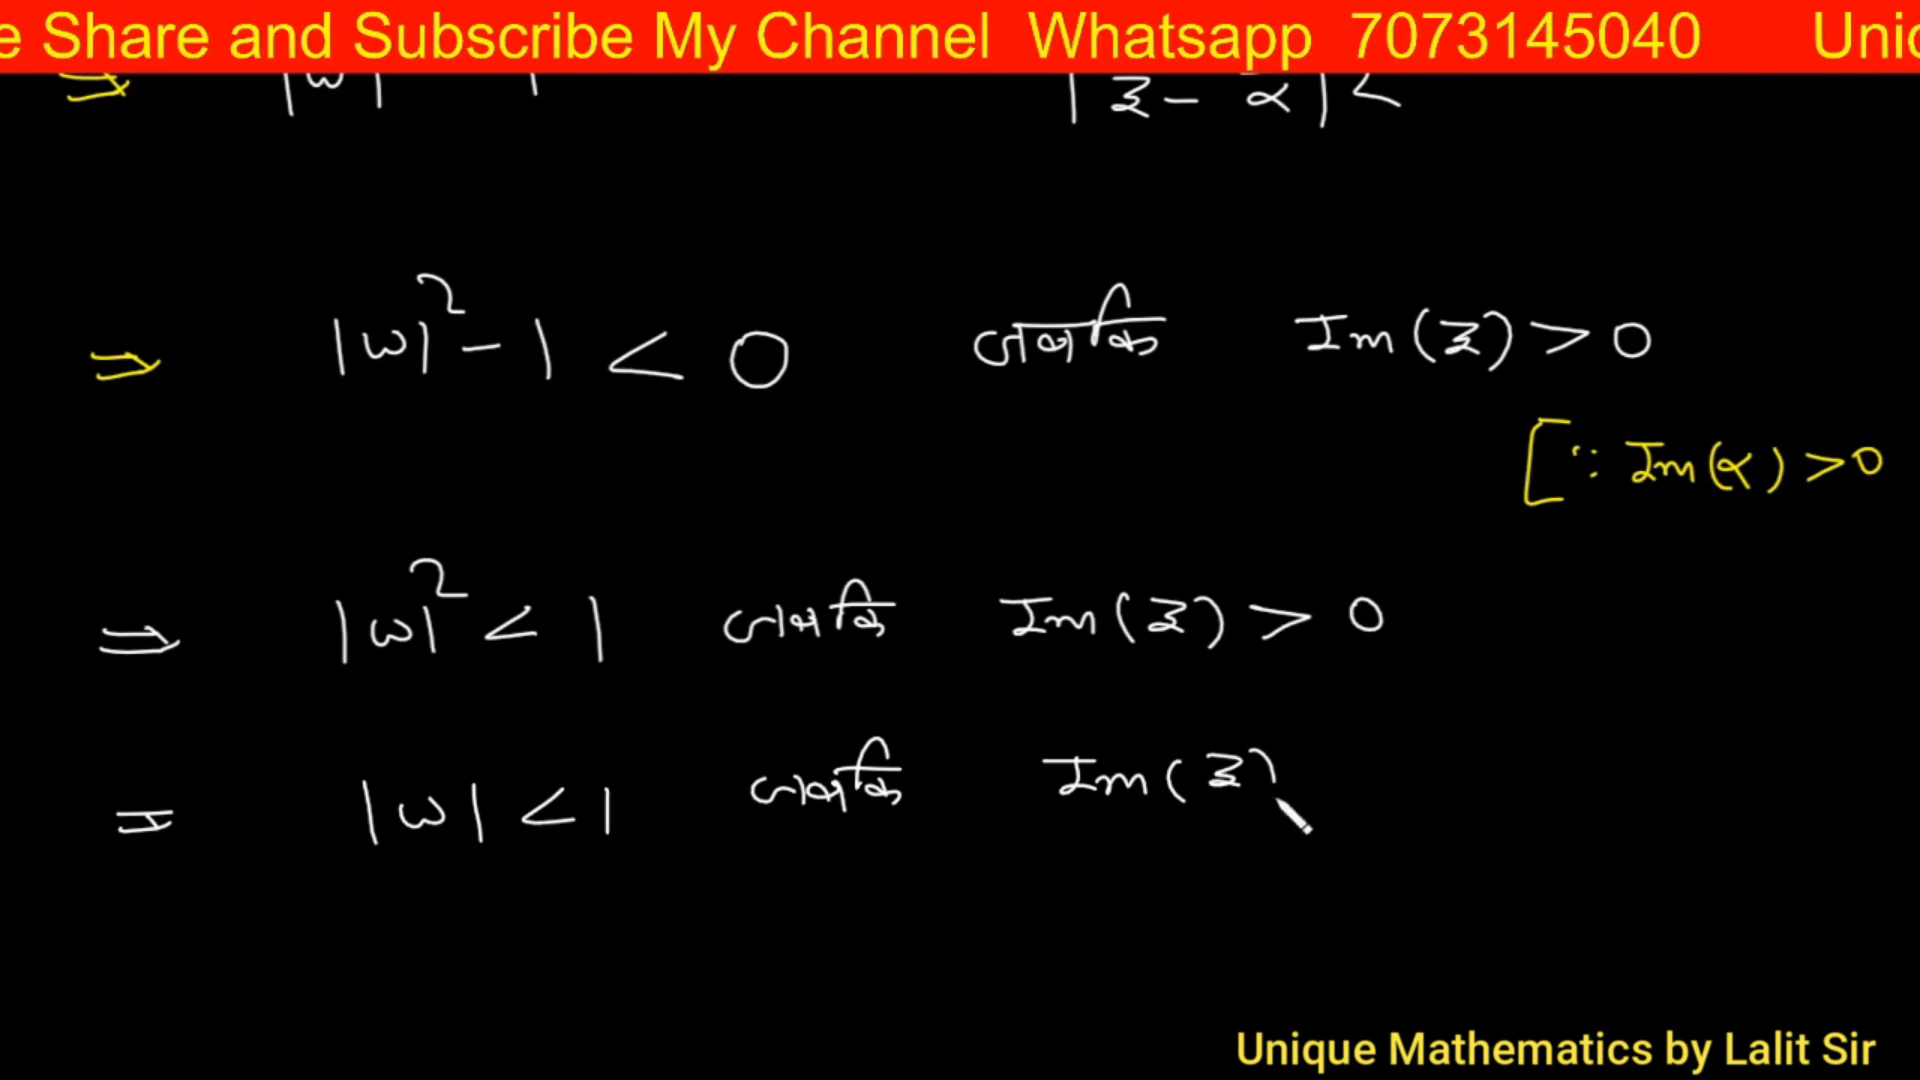 e Share and Subscribe My Channel Whatsapp 7073145040 Uni
⇒ |w| |z - α| <
⇒ |w|² - 1 < 0 जबकि Im(z) > 0
[∵ Im(α) > 0
⇒ |w|² < 1 जबकि Im(z) > 0
⇒ |w| < 1 जबकि Im(z)
Unique Mathematics by Lalit Sir